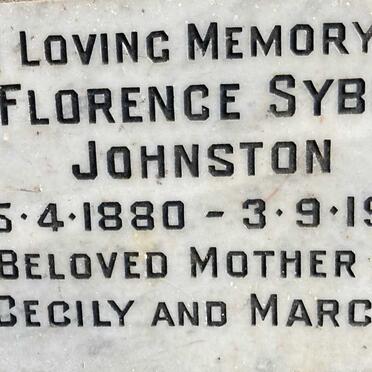 LOVING MEMORY
FLORENCE SYB
JOHNSTON
5·4·1880 - 3·9·19
BELOVED MOTHER
CECILY AND MARC